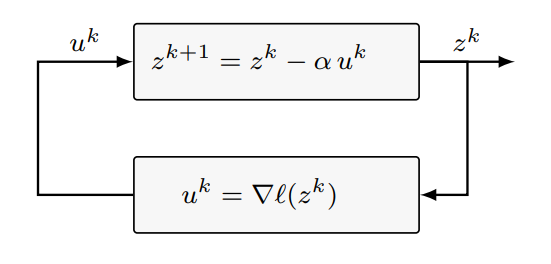 u^k
z^k
z^{k+1} = z^k − α u^k
u^k = ∇ℓ(z^k)